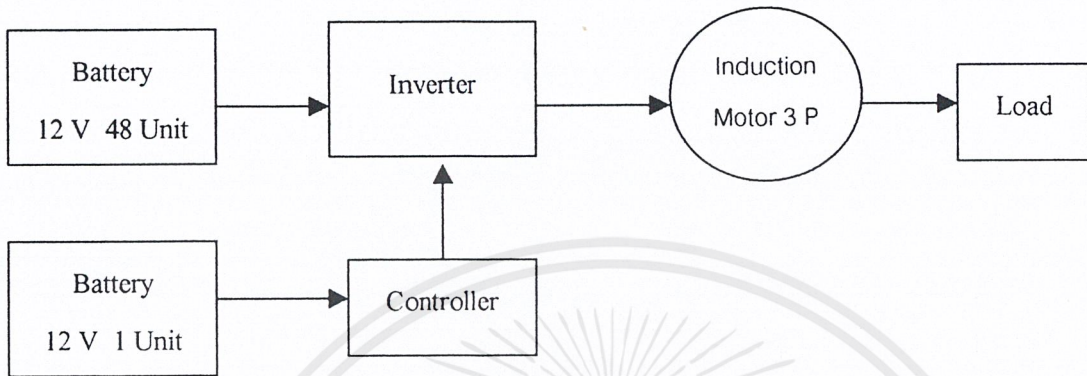 Battery
12 V 48 Unit
Inverter
Induction
Motor 3 P
Load
Battery
12 V 1 Unit
Controller